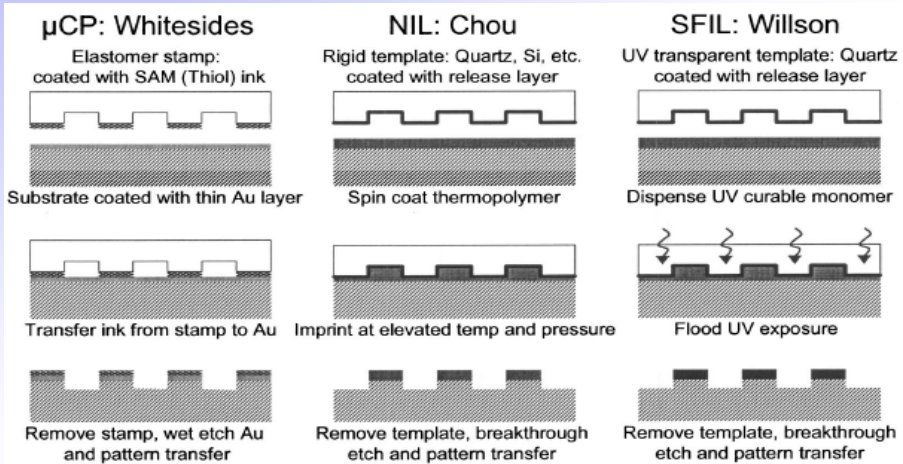 µCP: Whitesides
Elastomer stamp:
coated with SAM (Thiol) ink
Substrate coated with thin Au layer
Transfer ink from stamp to Au
Remove stamp, wet etch Au
and pattern transfer
NIL: Chou
Rigid template: Quartz, Si, etc.
coated with release layer
Spin coat thermopolymer
Imprint at elevated temp and pressure
Remove template, breakthrough
etch and pattern transfer
SFIL: Willson
UV transparent template: Quartz
coated with release layer
Dispense UV curable monomer
Flood UV exposure
Remove template, breakthrough
etch and pattern transfer